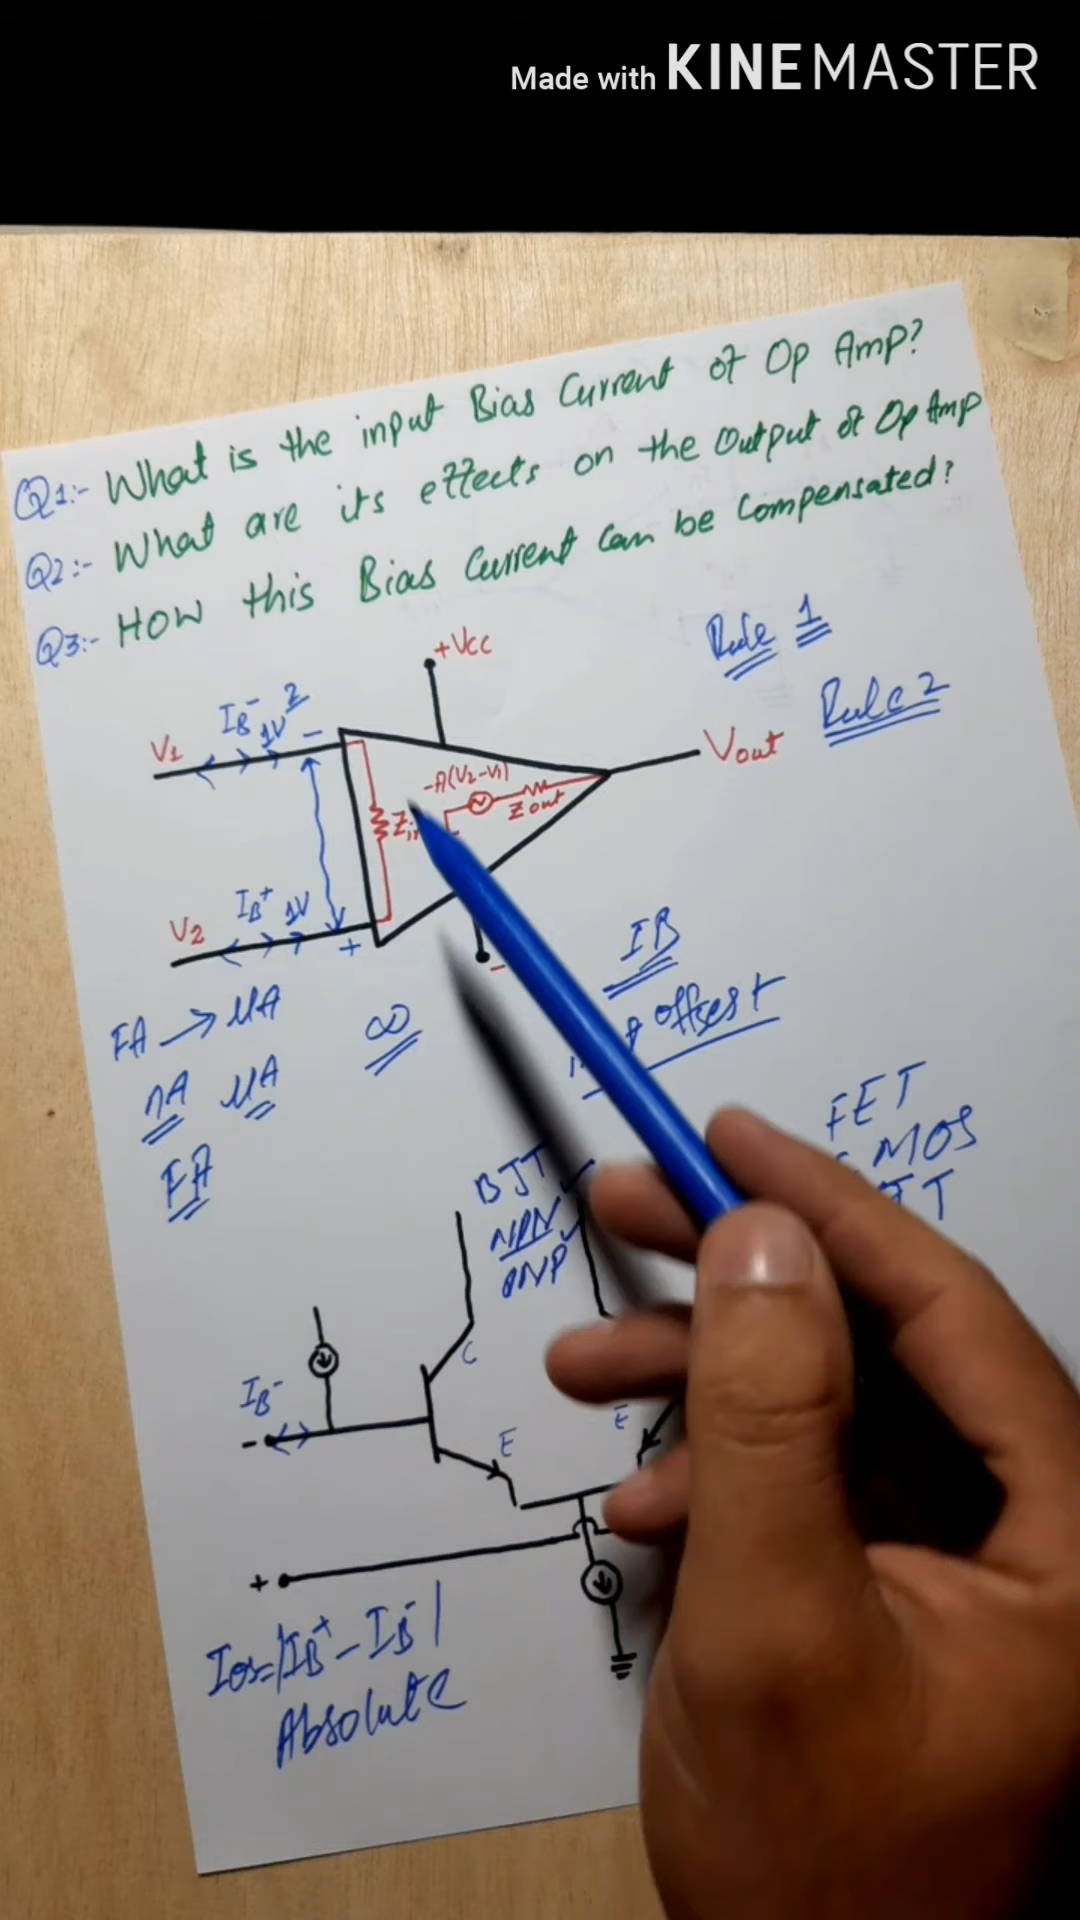 Made with KINEMASTER
Q1:- What is the input Bias Current of Op Amp?
Q2:- What are its effects on the Output of Op Amp
Q3:- How this Bias Current can be Compensated?
Rule 1
Rule 2
+Vcc
IB- 2
1V
-
V1
Vout
-A(V2-V1)
Zout
Zin
IB+ 1V
V2
+
-
IB
offset
FA → µA
∞
nA µA
FA
FET
MOS
BJT
NPN
PNP
C
IB-
-
E
E
+
Ios=|IB+ - IB-|
Absolute